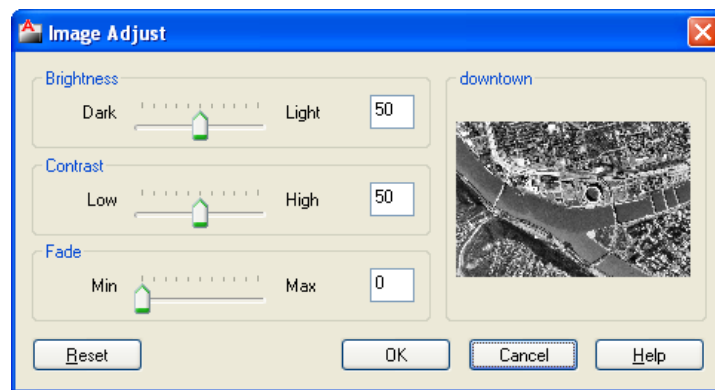 Image Adjust
Brightness
Dark Light 50
Contrast
Low High 50
Fade
Min Max 0
downtown
Reset OK Cancel Help